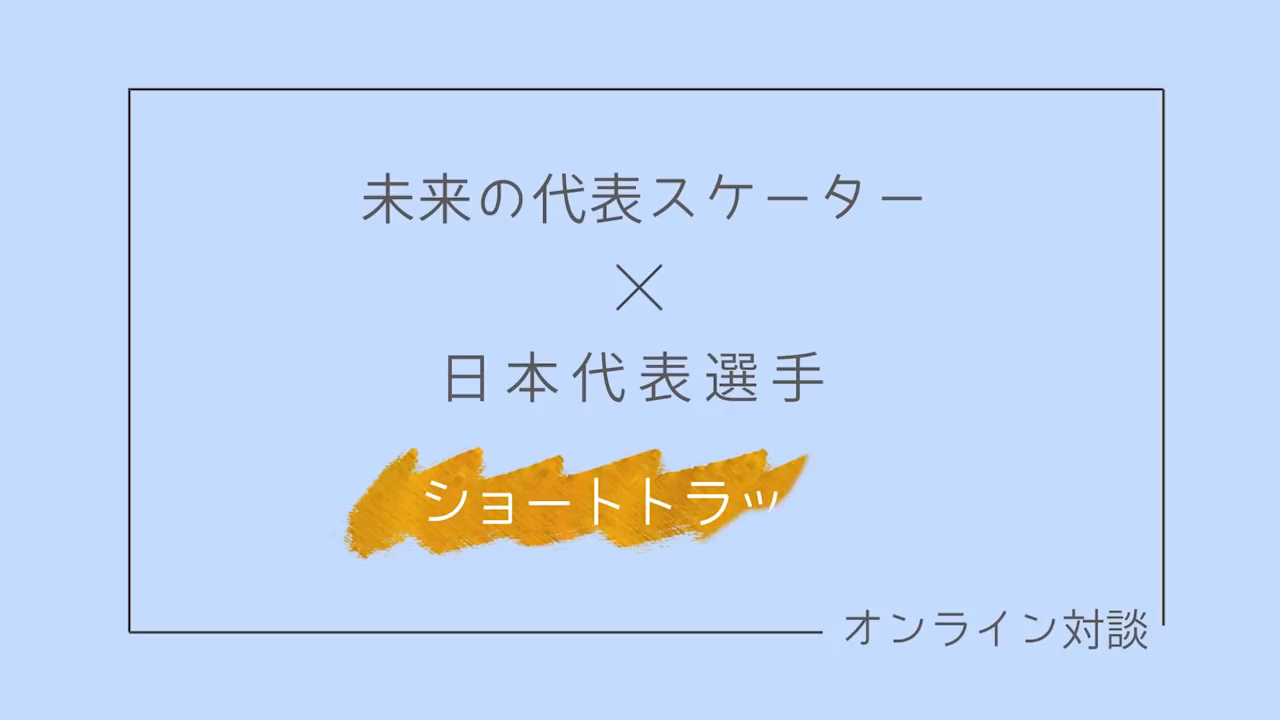 未来の代表スケーター
×
日本代表選手
ショートトラッ
オンライン対談